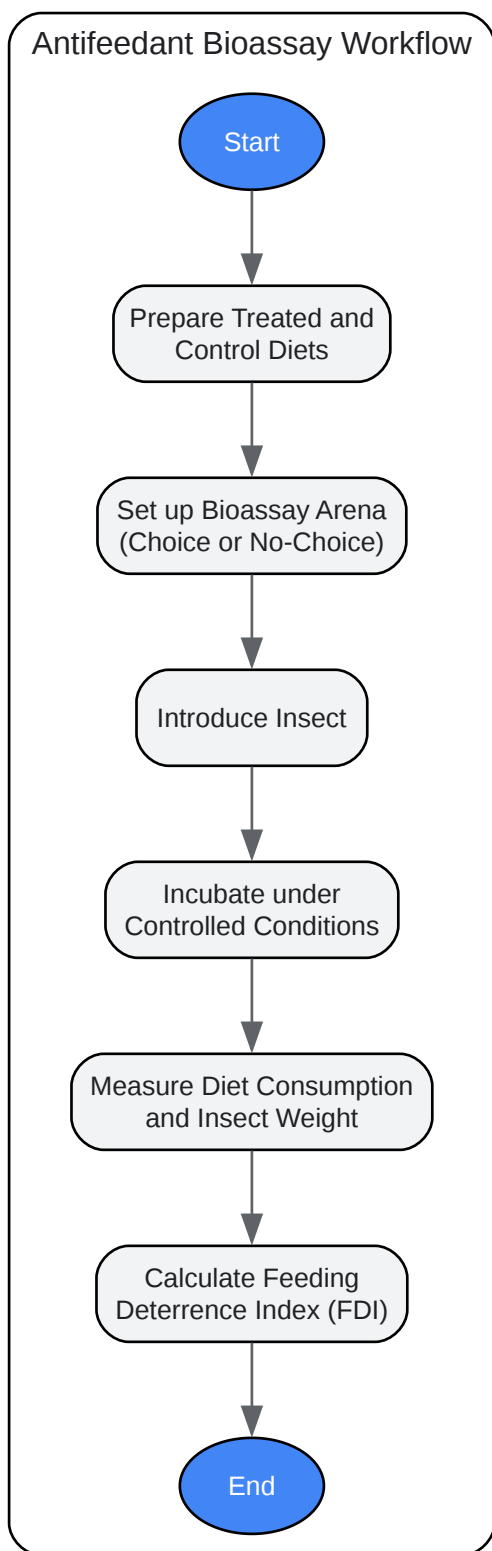 Antifeedant Bioassay Workflow
Start
Prepare Treated and
Control Diets
Set up Bioassay Arena
(Choice or No-Choice)
Introduce Insect
Incubate under
Controlled Conditions
Measure Diet Consumption
and Insect Weight
Calculate Feeding
Deterrence Index (FDI)
End